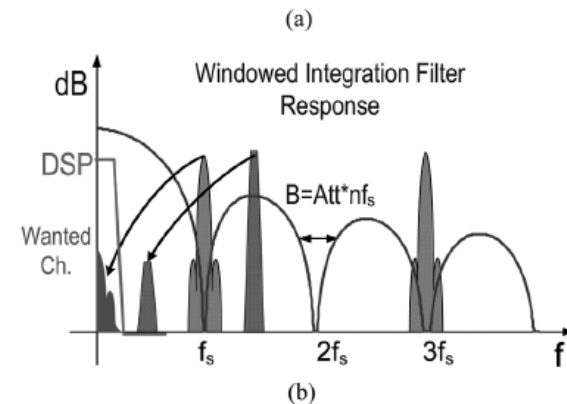 (a)
dB
Windowed Integration Filter
Response
DSP
B=Att*nfs
Wanted
Ch.
fs
2fs
3fs
f
(b)